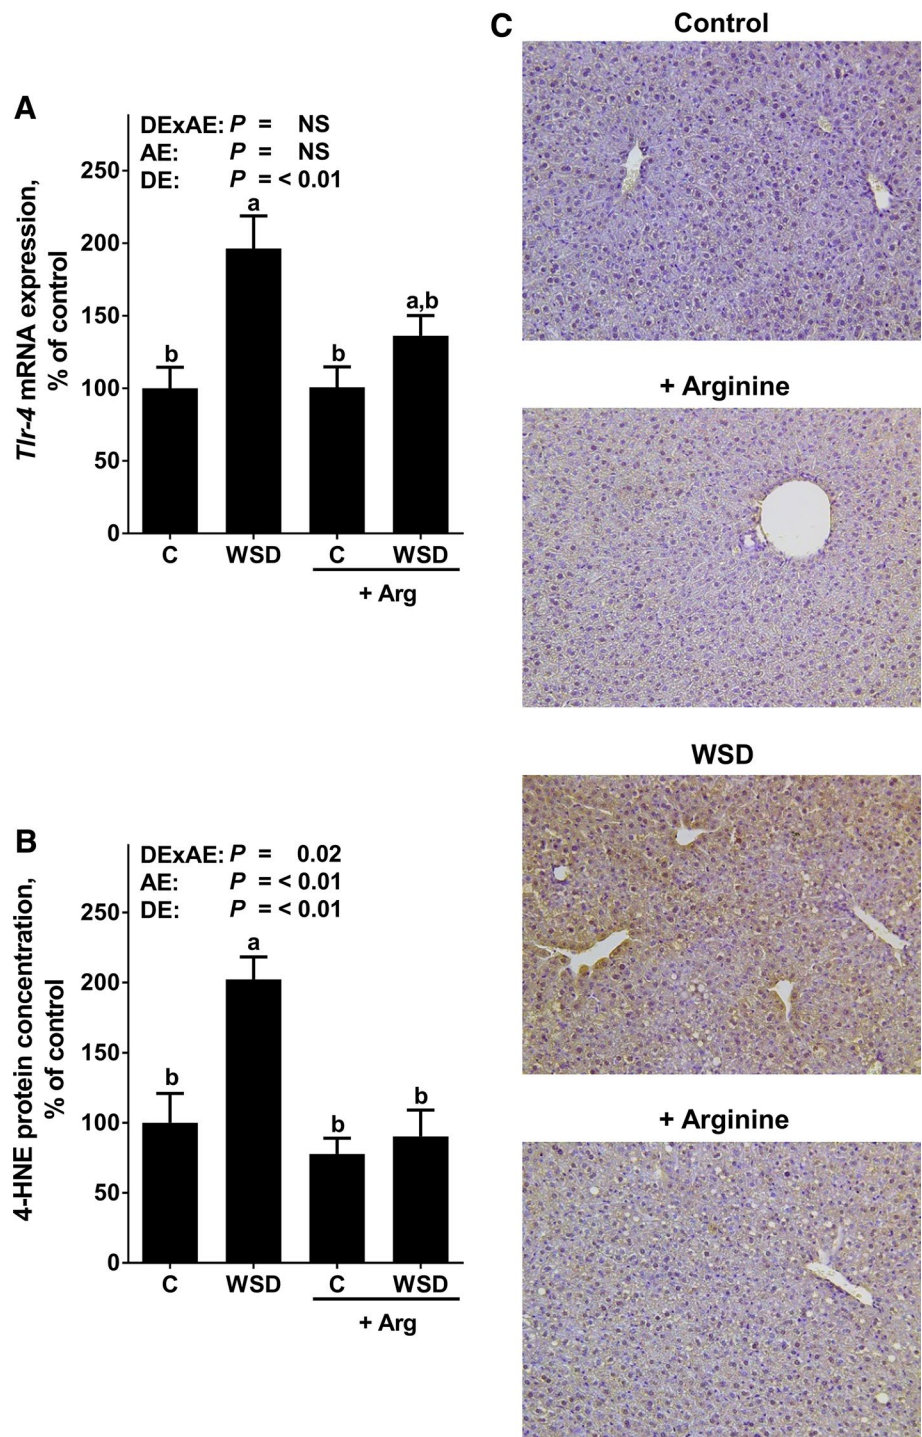 A
DExAE: P = NS
AE: P = NS
DE: P = < 0.01
Tlr-4 mRNA expression,
% of control
250
200
150
100
50
0
a
b
b
a,b
C WSD C WSD
+ Arg
B
DExAE: P = 0.02
AE: P = < 0.01
DE: P = < 0.01
4-HNE protein concentration,
% of control
250
200
150
100
50
0
a
b
b
b
C WSD C WSD
+ Arg
C
Control
+ Arginine
WSD
+ Arginine